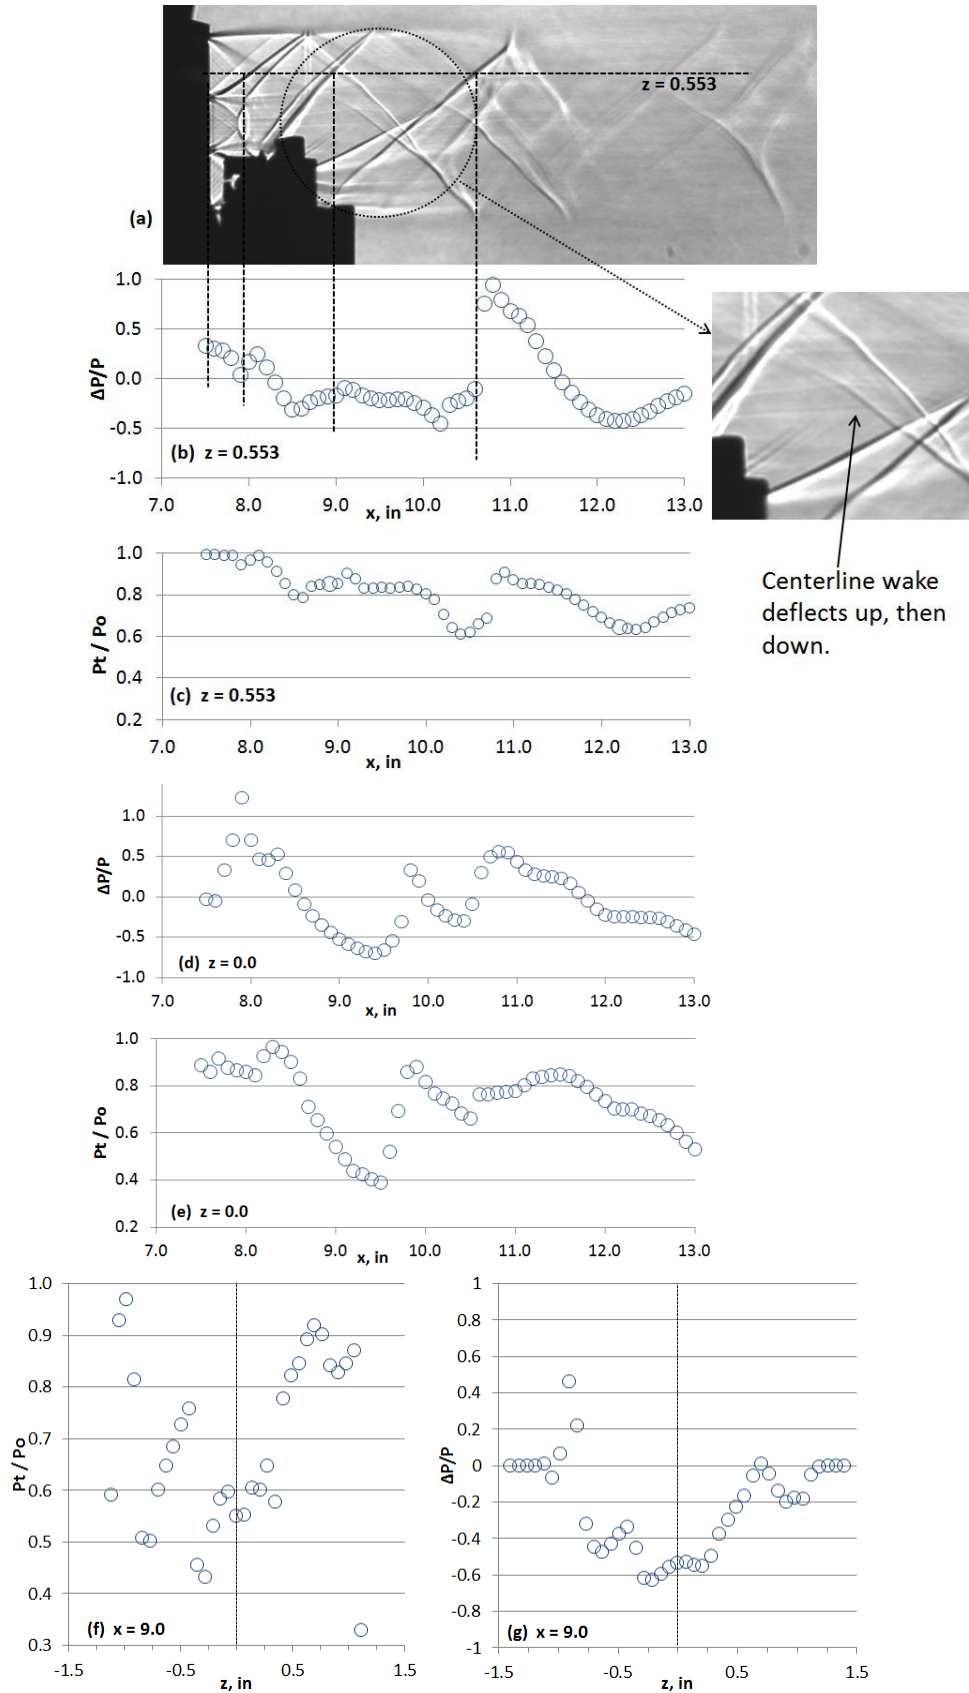 z = 0.553
(a)
1.0
0.5
0.0
-0.5
-1.0
ΔP/P
(b) z = 0.553
7.0 8.0 9.0 10.0 11.0 12.0 13.0
x, in
Centerline wake
deflects up, then
down.
1.0
0.8
0.6
0.4
0.2
Pt / Po
(c) z = 0.553
7.0 8.0 9.0 10.0 11.0 12.0 13.0
x, in
1.0
0.5
0.0
-0.5
-1.0
ΔP/P
(d) z = 0.0
7.0 8.0 9.0 10.0 11.0 12.0 13.0
x, in
1.0
0.8
0.6
0.4
0.2
Pt / Po
(e) z = 0.0
7.0 8.0 9.0 10.0 11.0 12.0 13.0
x, in
1.0
0.9
0.8
0.7
0.6
0.5
0.4
0.3
Pt / Po
(f) x = 9.0
-1.5 -0.5 0.5 1.5
z, in
1
0.8
0.6
0.4
0.2
0
-0.2
-0.4
-0.6
-0.8
-1
ΔP/P
(g) x = 9.0
-1.5 -0.5 0.5 1.5
z, in